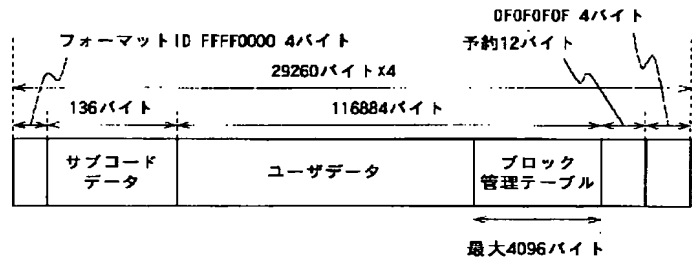 0F0F0F0F 4バイト
フォーマットID FFFF0000 4バイト
予約12バイト
29260バイトX4
136バイト
116884バイト
サブコード
データ
ユーザデータ
ブロック
管理テーブル
最大4096バイト